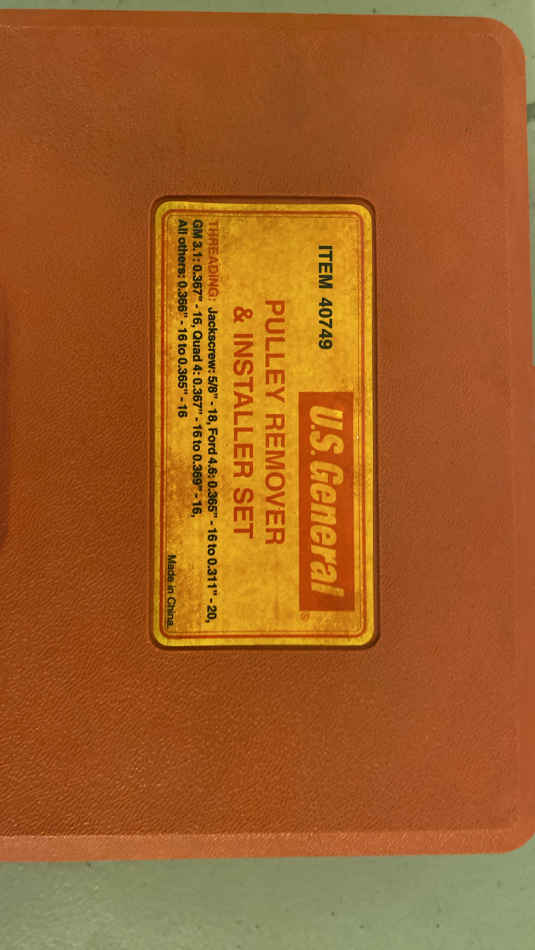 ITEM 40749
U.S. General®
PULLEY REMOVER
& INSTALLER SET
THREADING: Jackscrew: 5/8" - 18, Ford 4.6: 0.365" - 16 to 0.311" - 20,
GM 3.1: 0.367" - 16, Quad 4: 0.367" - 16 to 0.369" - 16,
All others: 0.366" - 16 to 0.365" - 16
Made in China.